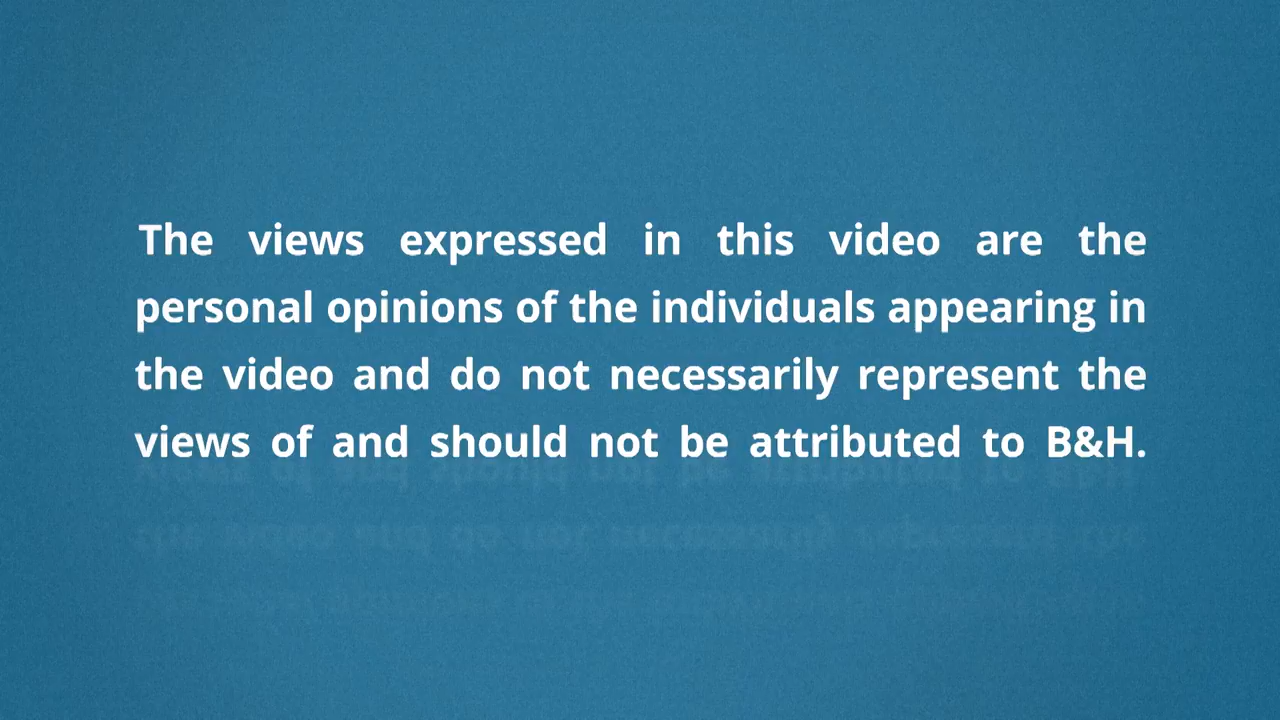 The views expressed in this video are the
personal opinions of the individuals appearing in
the video and do not necessarily represent the
views of and should not be attributed to B&H.